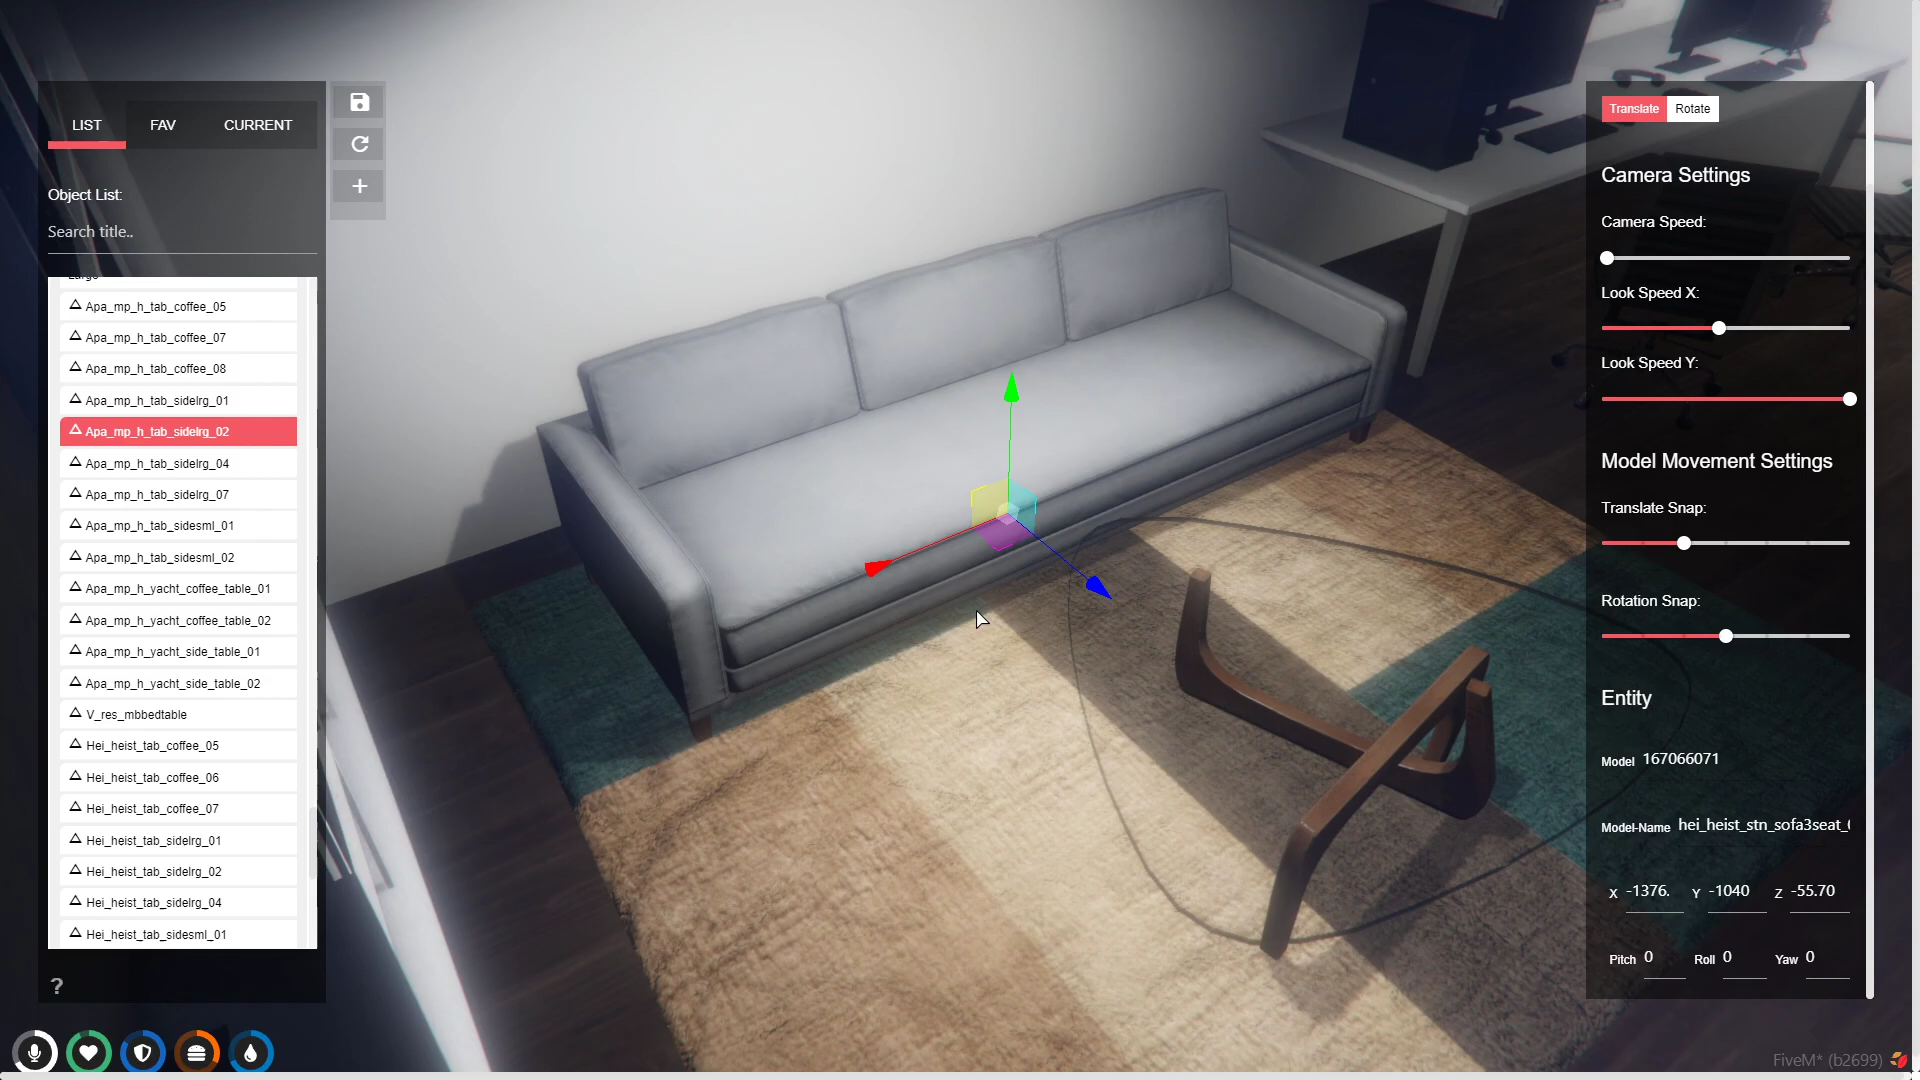 LIST
FAV
CURRENT
Object List:
Search title..
Large
Apa_mp_h_tab_coffee_05
Apa_mp_h_tab_coffee_07
Apa_mp_h_tab_coffee_08
Apa_mp_h_tab_sidelrg_01
Apa_mp_h_tab_sidelrg_02
Apa_mp_h_tab_sidelrg_04
Apa_mp_h_tab_sidelrg_07
Apa_mp_h_tab_sidesml_01
Apa_mp_h_tab_sidesml_02
Apa_mp_h_yacht_coffee_table_01
Apa_mp_h_yacht_coffee_table_02
Apa_mp_h_yacht_side_table_01
Apa_mp_h_yacht_side_table_02
V_res_mbbedtable
Hei_heist_tab_coffee_05
Hei_heist_tab_coffee_06
Hei_heist_tab_coffee_07
Hei_heist_tab_sidelrg_01
Hei_heist_tab_sidelrg_02
Hei_heist_tab_sidelrg_04
Hei_heist_tab_sidesml_01
?
Translate
Rotate
Camera Settings
Camera Speed:
Look Speed X:
Look Speed Y:
Model Movement Settings
Translate Snap:
Rotation Snap:
Entity
Model 167066071
Model-Name hei_heist_stn_sofa3seat_
X -1376. Y -1040 Z -55.70
Pitch 0 Roll 0 Yaw 0
FiveM* (b2699)